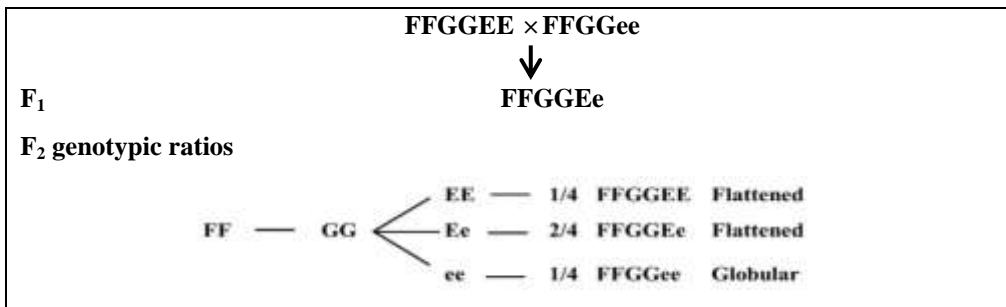 FFGGEE × FFGGee
F₁ FFGGEe
F₂ genotypic ratios
EE 1/4 FFGGEE Flattened
FF GG Ee 2/4 FFGGEe Flattened
ee 1/4 FFGGee Globular